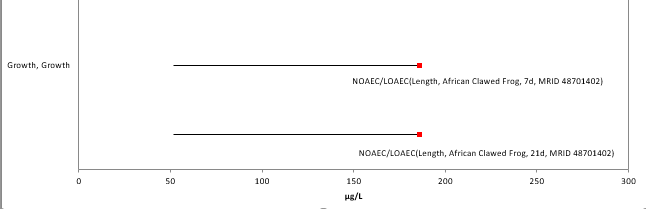 Growth, Growth
NOAEC/LOAEC(Length, African Clawed Frog, 7d, MRID 48701402)
NOAEC/LOAEC(Length, African Clawed Frog, 21d, MRID 48701402)
0 50 100 150 200 250 300
µg/L